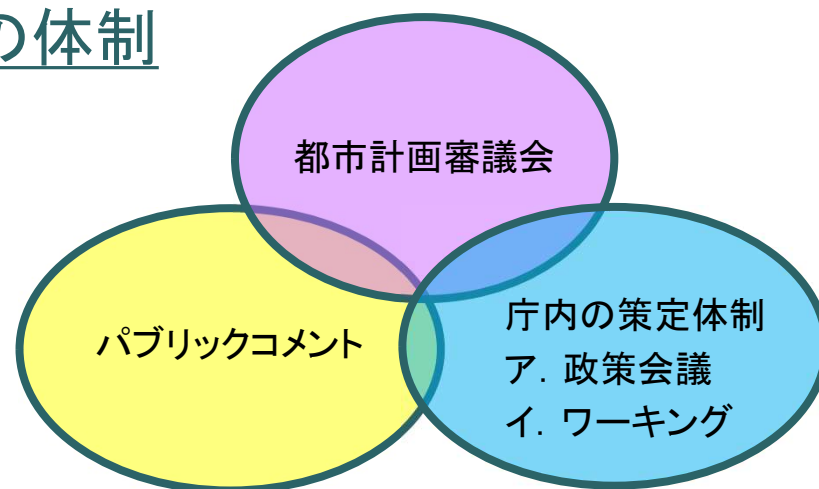 の体制
都市計画審議会
パブリックコメント
庁内の策定体制
ア．政策会議
イ．ワーキング